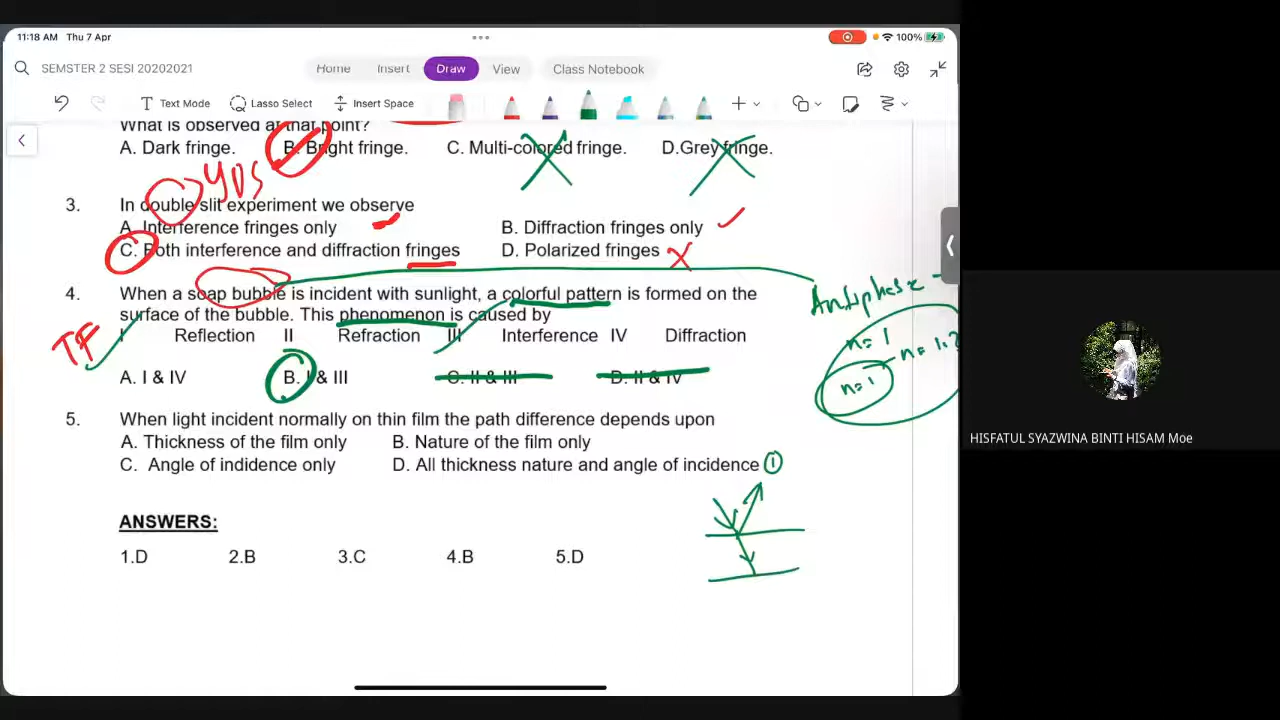 11:18 AM Thu 7 Apr
100%
SEMSTER 2 SESI 20202021
Home Insert Draw View Class Notebook
Text Mode Lasso Select Insert Space
What is observed at that point?
A. Dark fringe. B. Bright fringe. C. Multi-colored fringe. D.Grey fringe.
YDS
3. In double slit experiment we observe
A. Interference fringes only B. Diffraction fringes only
C. Both interference and diffraction fringes D. Polarized fringes
4. When a soap bubble is incident with sunlight, a colorful pattern is formed on the
surface of the bubble. This phenomenon is caused by
I Reflection II Refraction III Interference IV Diffraction
A. I & IV B. I & III C. II & III D. II & IV
TF
Antiphase -
n=1
n=1.3
n=1
5. When light incident normally on thin film the path difference depends upon
A. Thickness of the film only B. Nature of the film only
C. Angle of indidence only D. All thickness nature and angle of incidence
1
ANSWERS:
1.D 2.B 3.C 4.B 5.D
HISFATUL SYAZWINA BINTI HISAM Moe